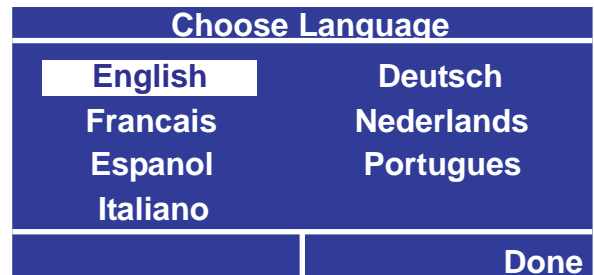 Choose Language
English Deutsch
Francais Nederlands
Espanol Portugues
Italiano
Done